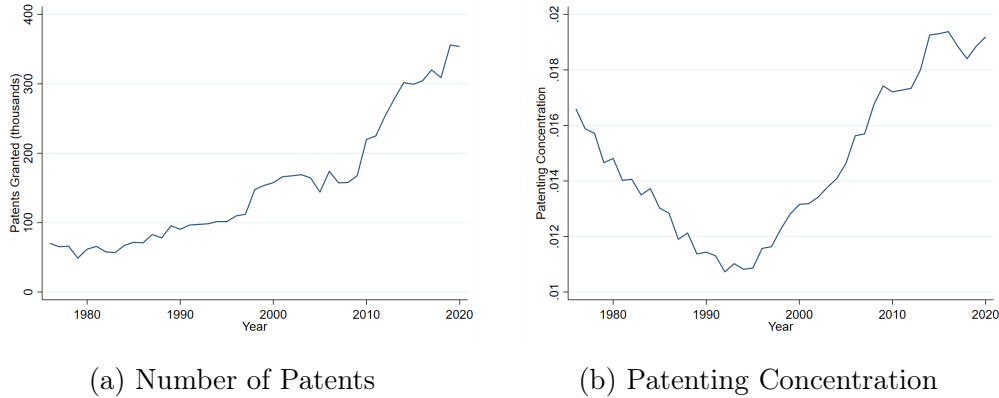 400
300
200
100
0
Patents Granted (thousands)
1980 1990 2000 2010 2020
Year
(a) Number of Patents
.02
.018
.016
.014
.012
.01
Patenting Concentration
1980 1990 2000 2010 2020
Year
(b) Patenting Concentration